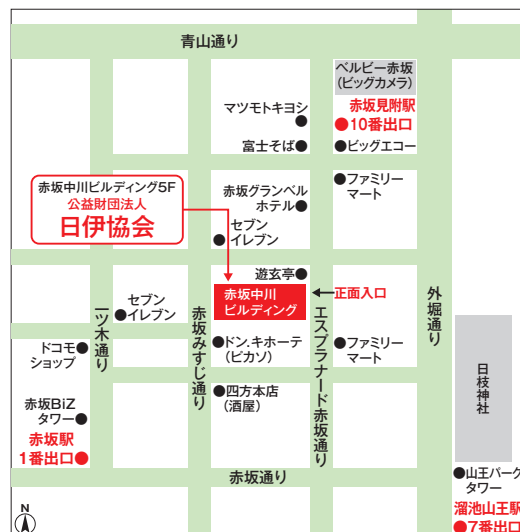 青山通り
ベルビー赤坂
(ビッグカメラ)
マツモトキヨシ
赤坂見附駅
●10番出口
富士そば●
●ビッグエコー
赤坂中川ビルディング5F
公益財団法人
日伊協会
赤坂グランベル
ホテル●
●ファミリー
マート
セブン
●イレブン
遊玄亭●
赤坂中川
ビルディング
←正面入口
セブン
●イレブン
一ツ木通り
赤坂みすじ通り
エスプラナード赤坂通り
外堀通り
ドコモ●
ショップ
●ドン.キホーテ
(ピカソ)
●ファミリー
マート
日枝神社
赤坂BiZ
タワー●
●四方本店
(酒屋)
赤坂駅
1番出口●
赤坂通り
●山王パーク
タワー
溜池山王駅
●7番出口
N